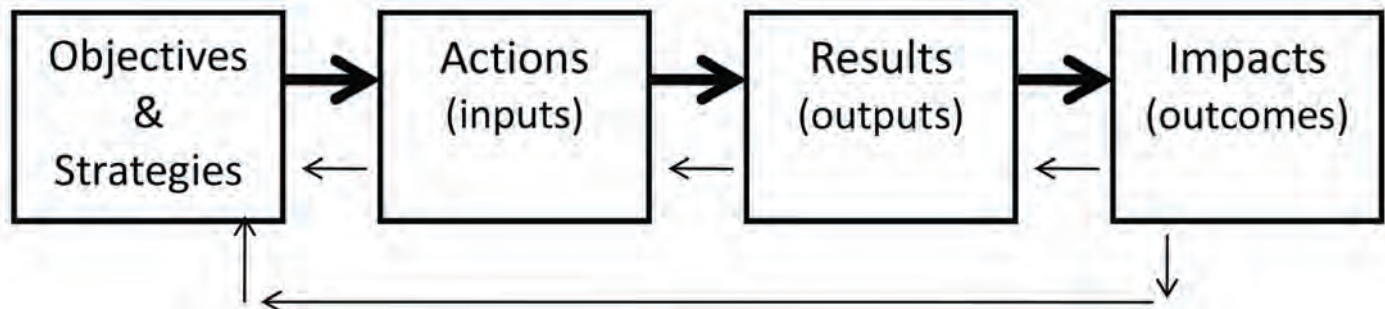 Objectives
&
Strategies
Actions
(inputs)
Results
(outputs)
Impacts
(outcomes)